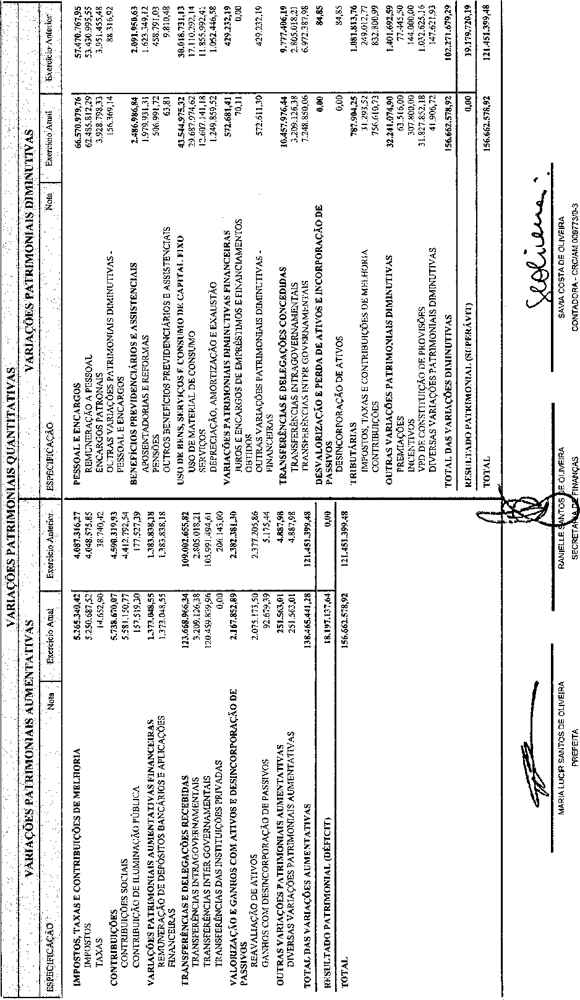 VARIAÇÕES PATRIMONIAIS QUANTITATIVAS
VARIAÇÕES PATRIMONIAIS AUMENTATIVAS
ESPECIFICAÇÃO Nota Exercício Atual Exercício Anterior
IMPOSTOS, TAXAS E CONTRIBUIÇÕES DE MELHORIA 5.265.340,42 4.087.316,27
IMPOSTOS 5.250.687,52 4.048.575,85
TAXAS 14.652,90 38.740,42
CONTRIBUIÇÕES 5.738.670,07 4.590.319,93
CONTRIBUIÇÕES SOCIAIS 5.581.150,77 4.412.792,54
CONTRIBUIÇÃO DE ILUMINAÇÃO PÚBLICA 157.519,30 177.527,39
VARIAÇÕES PATRIMONIAIS AUMENTATIVAS FINANCEIRAS 1.373.048,55 1.383.838,18
REMUNERAÇÃO DE DEPÓSITOS BANCÁRIOS E APLICAÇÕES 1.373.048,55 1.383.838,18
FINANCEIRAS
TRANSFERÊNCIAS E DELEGACÕES RECEBIDAS 123.668.966,34 109.002.655,82
TRANSFERÊNCIAS INTRAGOVERNAMENTAIS 3.209.126,38 2.805.018,21
TRANSFERÊNCIAS INTER GOVERNAMENTAIS 120.459.839,96 105.991.494,61
TRANSFERÊNCIAS DAS INSTITUIÇÕES PRIVADAS 0,00 206.143,00
VALORIZAÇÃO E GANHOS COM ATIVOS E DESINCORPORAÇÃO DE 2.167.852,89 2.382.381,30
PASSIVOS
REAVALIAÇÃO DE ATIVOS 2.075.173,50 2.377.205,86
GANHOS COM DESINCORPORAÇÃO DE PASSIVOS 92.679,39 5.175,44
OUTRAS VARIAÇÕES PATRIMONIAIS AUMENTATIVAS 251.563,01 4.887,98
DIVERSAS VARIAÇÕES PATRIMONIAIS AUMENTATIVAS 251.563,01 4.887,98
TOTAL DAS VARIAÇÕES AUMENTATIVAS 138.465.441,28 121.451.399,48
RESULTADO PATRIMONIAL (DÉFICIT) 18.197.137,64 0,00
TOTAL 156.662.578,92 121.451.399,48
VARIAÇÕES PATRIMONIAIS DIMINUTIVAS
ESPECIFICAÇÃO Nota Exercício Atual Exercício Anterior
PESSOAL E ENCARGOS 66.570.979,76 57.470.767,95
REMUNERAÇÃO A PESSOAL 62.485.812,29 53.430.995,55
ENCARGOS PATRONAIS 3.928.798,33 3.951.455,48
OUTRAS VARIAÇÕES PATRIMONIAIS DIMINUTIVAS - 156.369,14 88.316,92
PESSOAL E ENCARGOS
BENEFÍCIOS PREVIDENCIÁRIOS E ASSISTENCIAIS 2.486.986,84 2.091.950,63
APOSENTADORIAS E REFORMAS 1.979.931,31 1.623.349,12
PENSÕES 506.991,72 458.791,03
OUTROS BENEFÍCIOS PREVIDENCIÁRIOS E ASSISTENCIAIS 63,81 9.810,48
USO DE BENS, SERVIÇOS E CONSUMO DE CAPITAL FIXO 43.544.975,32 30.018.731,13
USO DE MATERIAL DE CONSUMO 29.687.974,62 17.110.292,14
SERVIÇOS 12.607.141,18 11.855.992,41
DEPRECIAÇÃO, AMORTIZAÇÃO E EXAUSTÃO 1.249.859,52 1.052.446,58
VARIAÇÕES PATRIMONIAIS DIMINUTIVAS FINANCEIRAS 572.681,41 429.232,19
JUROS E ENCARGOS DE EMPRÉSTIMOS E FINANCIAMENTOS 70,11 0,00
OBTIDOS
OUTRAS VARIAÇÕES PATRIMONIAIS DIMINUTIVAS - 572.611,30 429.232,19
FINANCEIRAS
TRANSFERÊNCIAS E DELEGAÇÕES CONCEDIDAS 10.457.976,44 9.777.406,19
TRANSFERÊNCIAS INTRAGOVERNAMENTAIS 3.209.126,38 2.805.018,21
TRANSFERÊNCIAS INTER GOVERNAMENTAIS 7.248.850,06 6.972.387,98
DESVALORIZAÇÃO E PERDA DE ATIVOS E INCORPORAÇÃO DE 0,00 84,85
PASSIVOS
DESINCORPORAÇÃO DE ATIVOS 0,00 84,85
TRIBUTÁRIAS 787.904,25 1.081.813,76
IMPOSTOS, TAXAS E CONTRIBUIÇÕES DE MELHORIA 31.293,52 249.012,77
CONTRIBUIÇÕES 756.610,73 832.800,99
OUTRAS VARIAÇÕES PATRIMONIAIS DIMINUTIVAS 32.241.074,90 1.401.692,59
PREMIAÇÕES 63.516,00 77.445,50
INCENTIVOS 307.800,00 144.000,00
VPD DE CONSTITUIÇÃO DE PROVISÕES 31.827.852,18 1.032.625,16
DIVERSAS VARIAÇÕES PATRIMONIAIS DIMINUTIVAS 41.906,72 147.621,93
TOTAL DAS VARIAÇÕES DIMINUTIVAS 156.662.578,92 102.271.679,29
RESULTADO PATRIMONIAL (SUPERÁVIT) 0,00 19.179.720,19
TOTAL 156.662.578,92 121.451.399,48
MARIA LUCIR SANTOS DE OLIVEIRA
PREFEITA
RANIELLE SANTOS DE OLIVEIRA
SECRETARIA DE FINANÇAS
SAVIA COSTA DE OLIVEIRA
CONTADORA - CRC/AM 009773/0-3